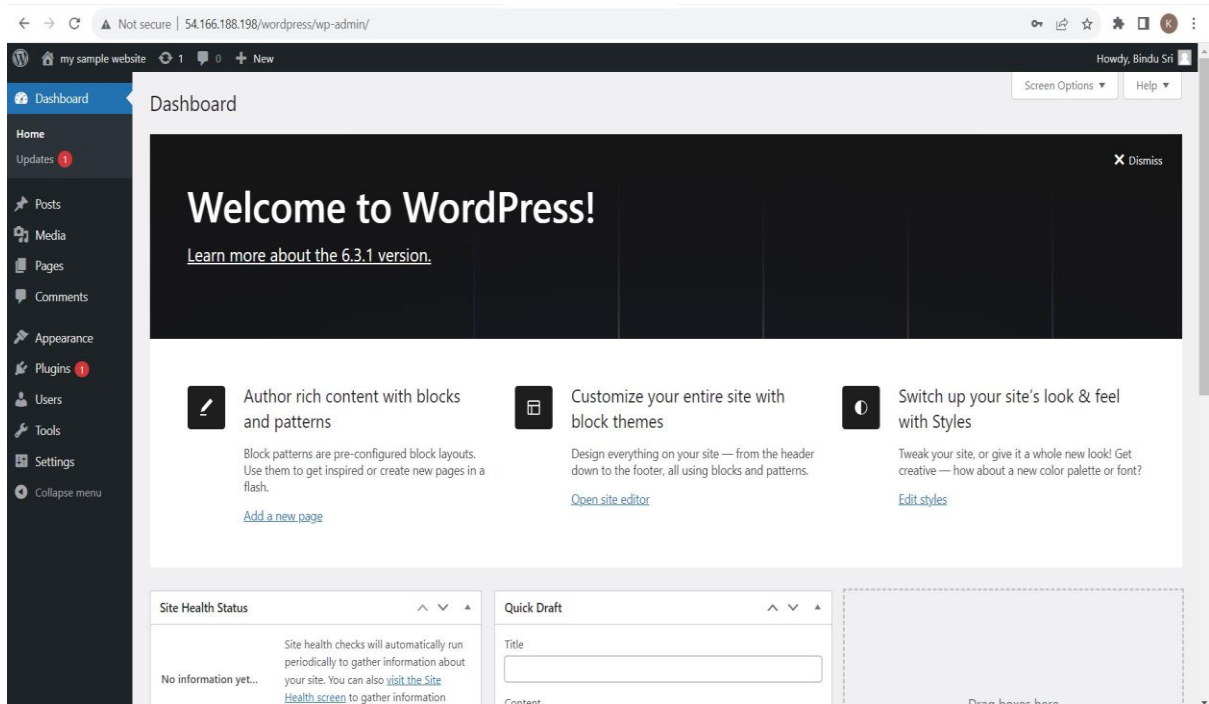 Not secure | 54.166.188.198/wordpress/wp-admin/
K
my sample website 1 0 + New
Howdy, Bindu Sri
Dashboard
Home
Updates 1
Posts
Media
Pages
Comments
Appearance
Plugins 1
Users
Tools
Settings
Collapse menu
Screen Options ▼
Help ▼
Dashboard
X Dismiss
Welcome to WordPress!
Learn more about the 6.3.1 version.
Author rich content with blocks
and patterns
Block patterns are pre-configured block layouts.
Use them to get inspired or create new pages in a
flash.
Add a new page
Customize your entire site with
block themes
Design everything on your site — from the header
down to the footer, all using blocks and patterns.
Open site editor
Switch up your site's look & feel
with Styles
Tweak your site, or give it a whole new look! Get
creative — how about a new color palette or font?
Edit styles
Site Health Status
No information yet...
Site health checks will automatically run
periodically to gather information about
your site. You can also visit the Site
Health screen to gather information
Quick Draft
Title
Content
Drag boxes here